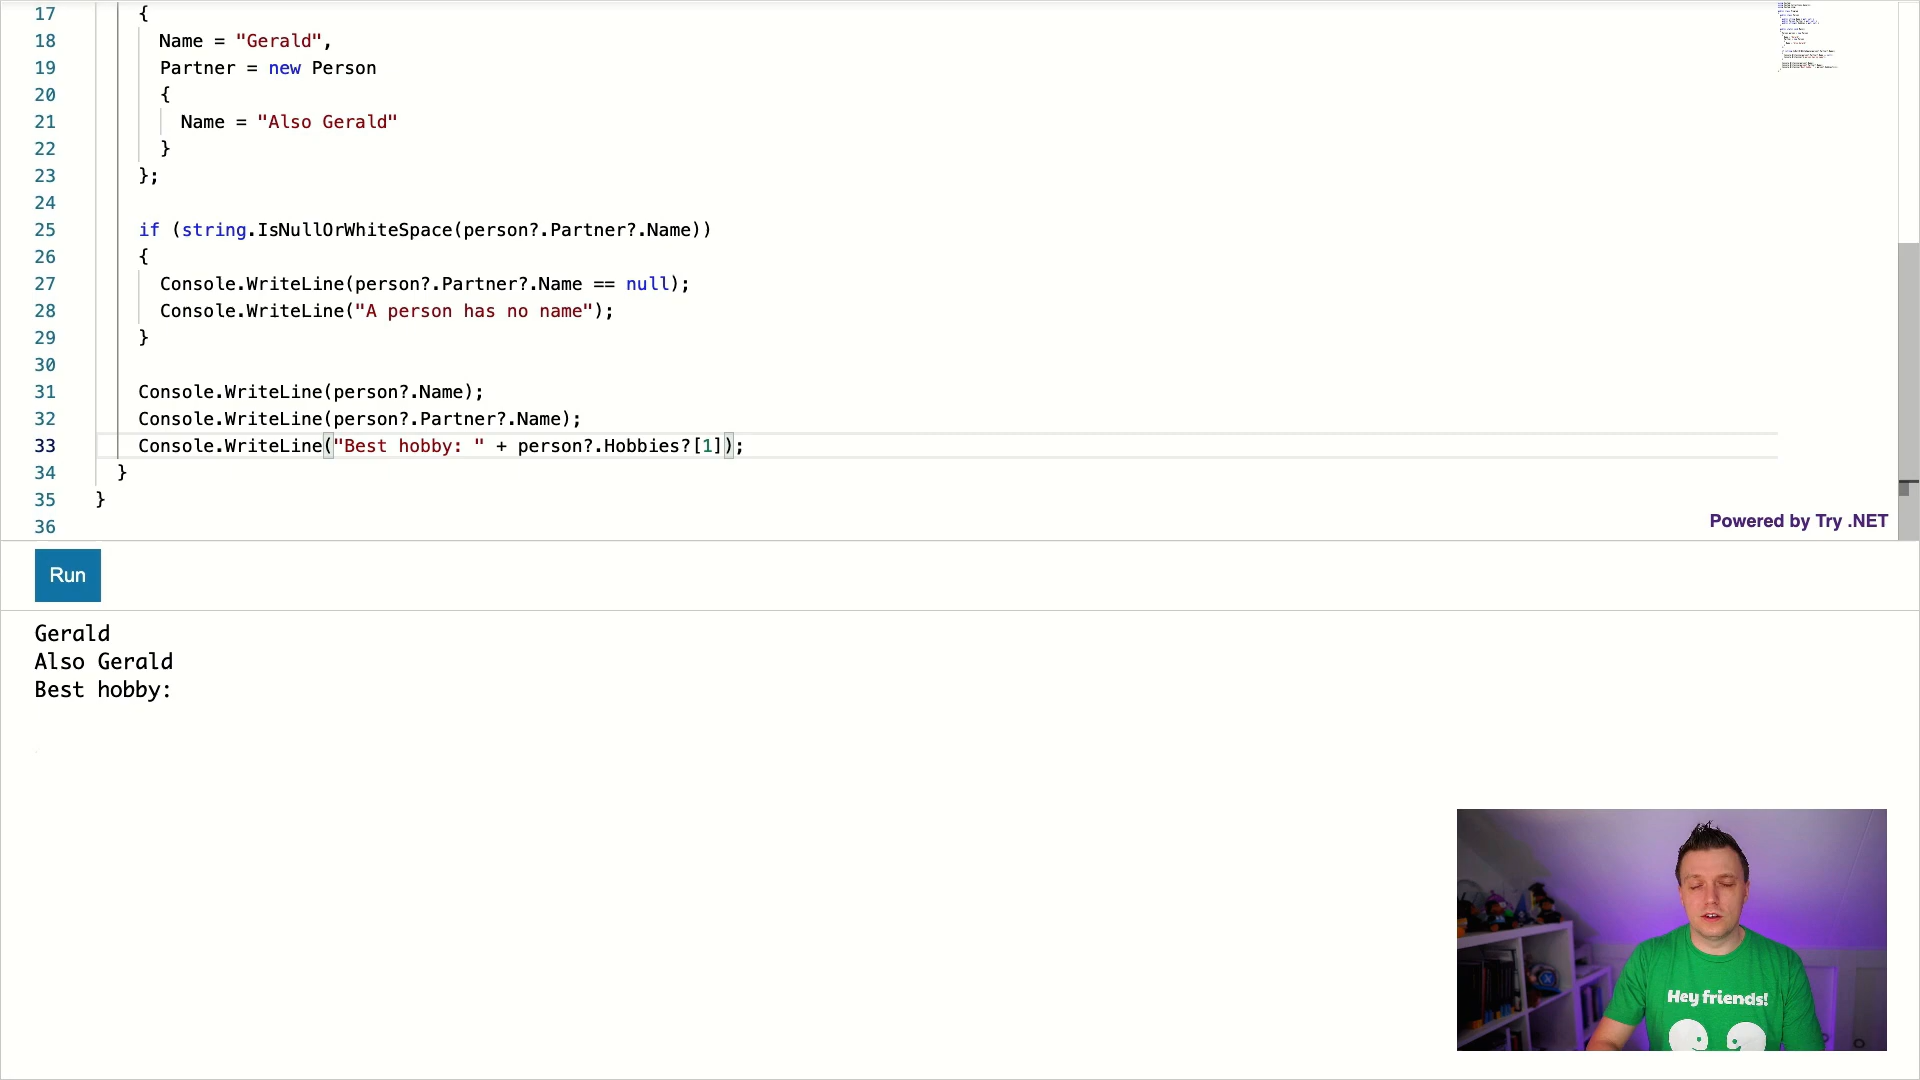 17 {
18 Name = "Gerald",
19 Partner = new Person
20 {
21 Name = "Also Gerald"
22 }
23 };
24
25 if (string.IsNullOrWhiteSpace(person?.Partner?.Name))
26 {
27 Console.WriteLine(person?.Partner?.Name == null);
28 Console.WriteLine("A person has no name");
29 }
30
31 Console.WriteLine(person?.Name);
32 Console.WriteLine(person?.Partner?.Name);
33 Console.WriteLine("Best hobby: " + person?.Hobbies?[1]);
34 }
35 }
36
Powered by Try .NET
Run
Gerald
Also Gerald
Best hobby:
Hey friends!